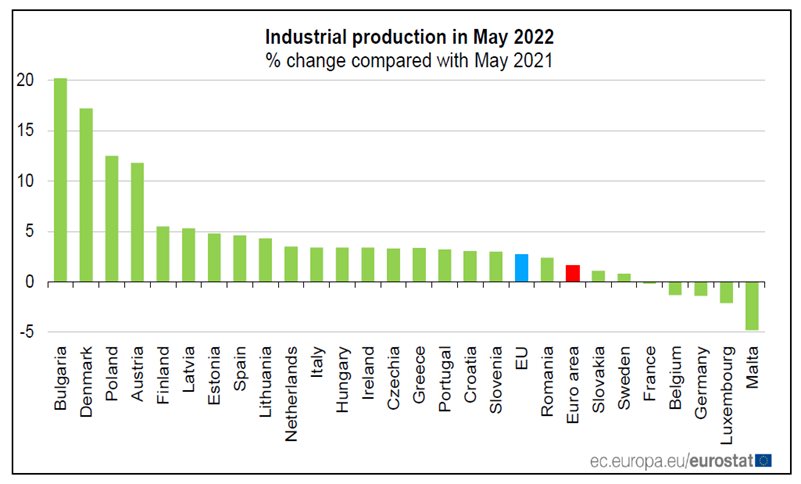 Industrial production in May 2022
% change compared with May 2021
20
15
10
5
0
-5
Bulgaria
Denmark
Poland
Austria
Finland
Latvia
Estonia
Spain
Lithuania
Netherlands
Italy
Hungary
Ireland
Czechia
Greece
Portugal
Croatia
Slovenia
EU
Romania
Euro area
Slovakia
Sweden
France
Belgium
Germany
Luxembourg
Malta
ec.europa.eu/eurostat